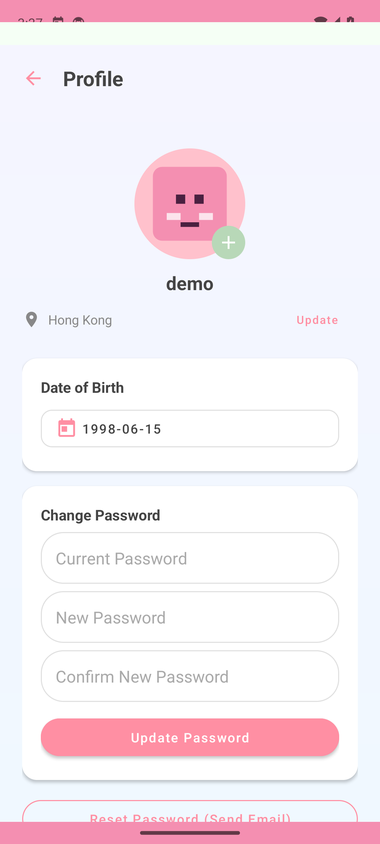 Profile
demo
Hong Kong
Update
Date of Birth
1998-06-15
Change Password
Current Password
New Password
Confirm New Password
Update Password
Reset Password (Send Email)